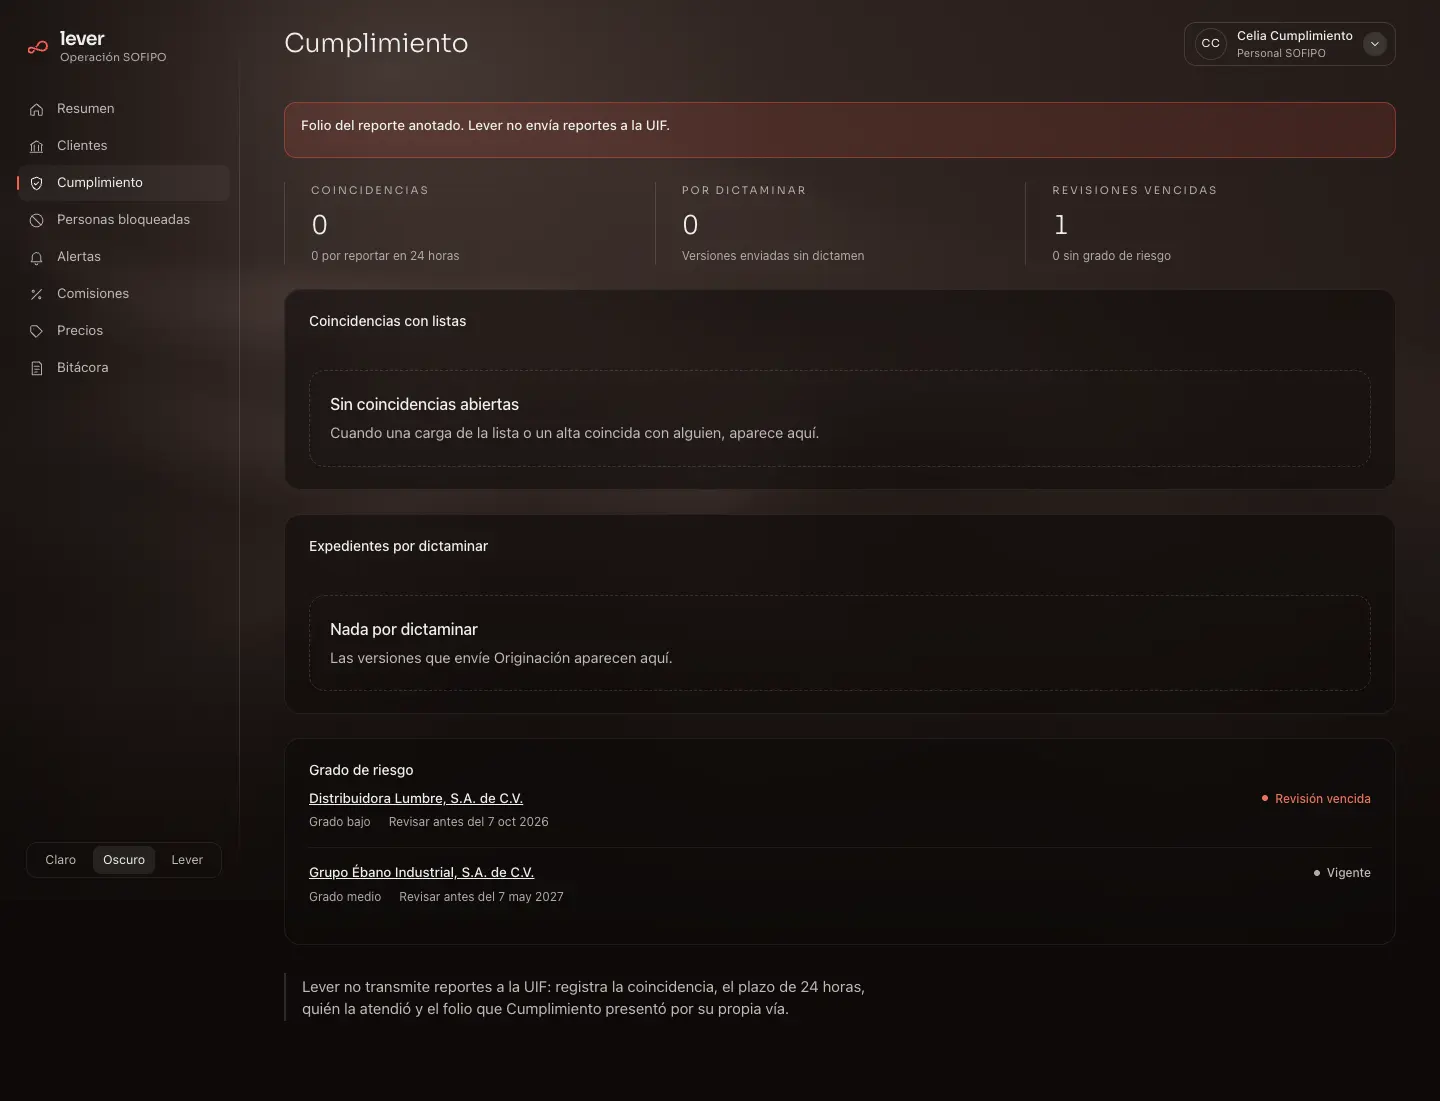 lever
Operación SOFIPO
Resumen
Clientes
Cumplimiento
Personas bloqueadas
Alertas
Comisiones
Precios
Bitácora
Claro
Oscuro
Lever
Cumplimiento
CC
Celia Cumplimiento
Personal SOFIPO
Folio del reporte anotado. Lever no envía reportes a la UIF.
COINCIDENCIAS
0
0 por reportar en 24 horas
POR DICTAMINAR
0
Versiones enviadas sin dictamen
REVISIONES VENCIDAS
1
0 sin grado de riesgo
Coincidencias con listas
Sin coincidencias abiertas
Cuando una carga de la lista o un alta coincida con alguien, aparece aquí.
Expedientes por dictaminar
Nada por dictaminar
Las versiones que envíe Originación aparecen aquí.
Grado de riesgo
Distribuidora Lumbre, S.A. de C.V.
Revisión vencida
Grado bajo Revisar antes del 7 oct 2026
Grupo Ébano Industrial, S.A. de C.V.
Vigente
Grado medio Revisar antes del 7 may 2027
Lever no transmite reportes a la UIF: registra la coincidencia, el plazo de 24 horas,
quién la atendió y el folio que Cumplimiento presentó por su propia vía.